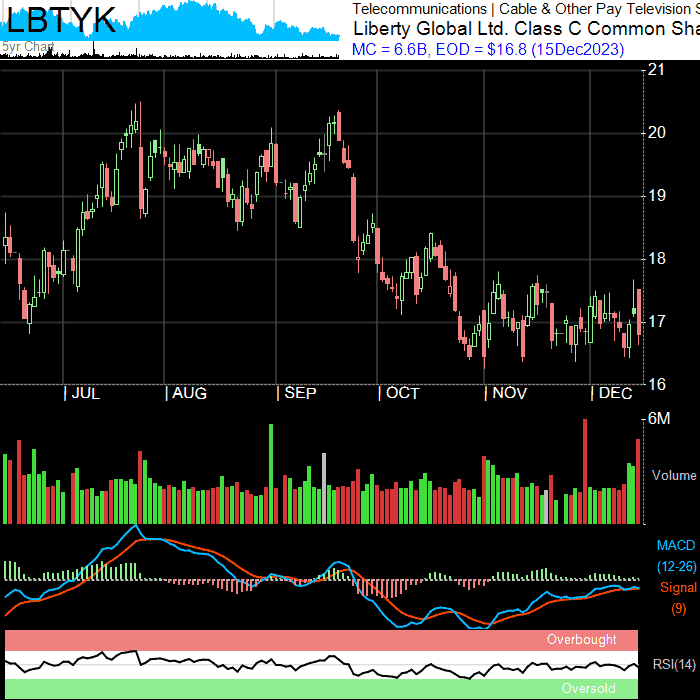 LBTYK
5yr Chart
Telecommunications | Cable & Other Pay Television S
Liberty Global Ltd. Class C Common Sha
MC = 6.6B, EOD = $16.8 (15Dec2023)
21
20
19
18
17
16
| JUL | AUG | SEP | OCT | NOV | DEC
6M
Volume
MACD
(12-26)
Signal
(9)
Overbought
RSI(14)
Oversold